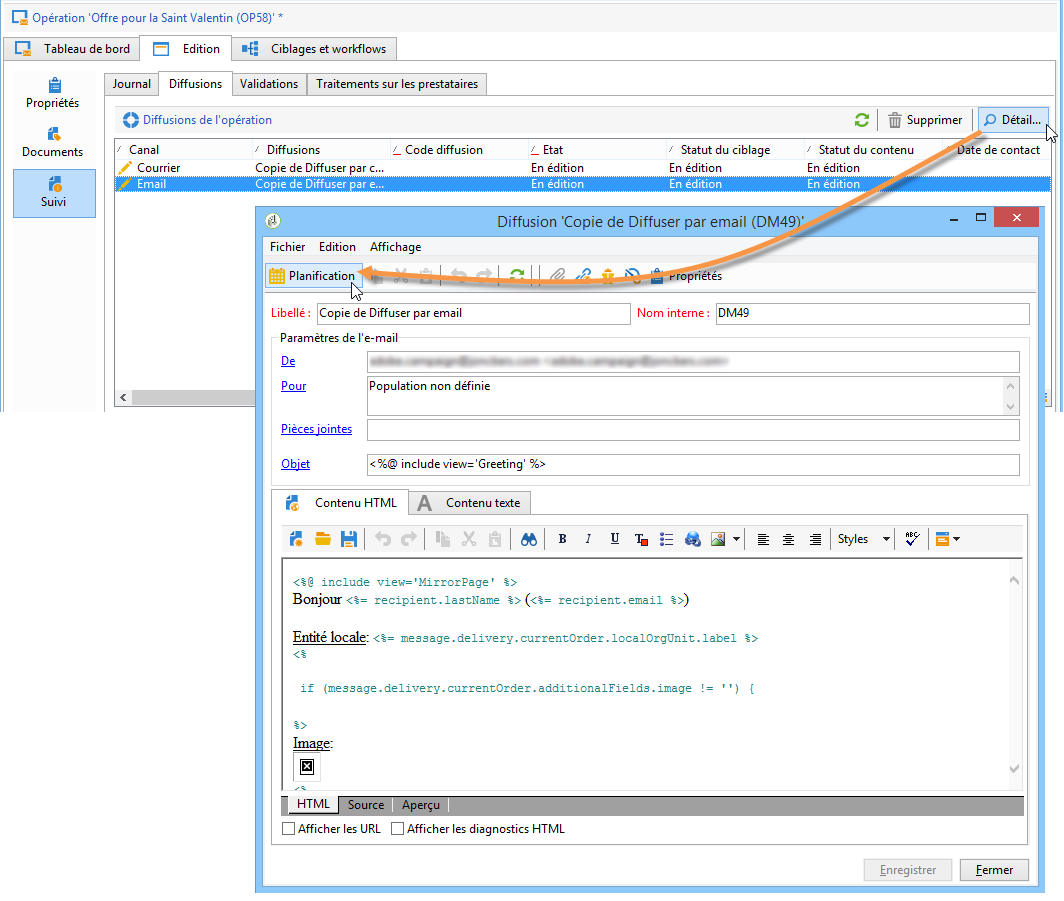 Opération 'Offre pour la Saint Valentin (OP58)' *
Tableau de bord Edition Ciblages et workflows
Propriétés
Documents
Suivi
Journal Diffusions Validations Traitements sur les prestataires
Diffusions de l'opération Supprimer Détail...
Canal Diffusions Code diffusion Etat Statut du ciblage Statut du contenu Date de contact
Courrier Copie de Diffuser par c... En édition En édition En édition
Email Copie de Diffuser par e... En édition En édition En édition
Diffusion 'Copie de Diffuser par email (DM49)'
Fichier Edition Affichage
Planification Propriétés
Libellé : Copie de Diffuser par email Nom interne : DM49
Paramètres de l'e-mail
De
Pour Population non définie
Pièces jointes
Objet <%@ include view='Greeting' %>
Contenu HTML A Contenu texte
B I U T Styles ABC
<%@ include view='MirrorPage' %>
Bonjour <%= recipient.lastName %> (<%= recipient.email %>)
Entité locale: <%= message.delivery.currentOrder.localOrgUnit.label %>
<%
if (message.delivery.currentOrder.additionalFields.image != '') {
%>
Image:
<%
HTML Source Aperçu
Afficher les URL Afficher les diagnostics HTML
Enregistrer Fermer